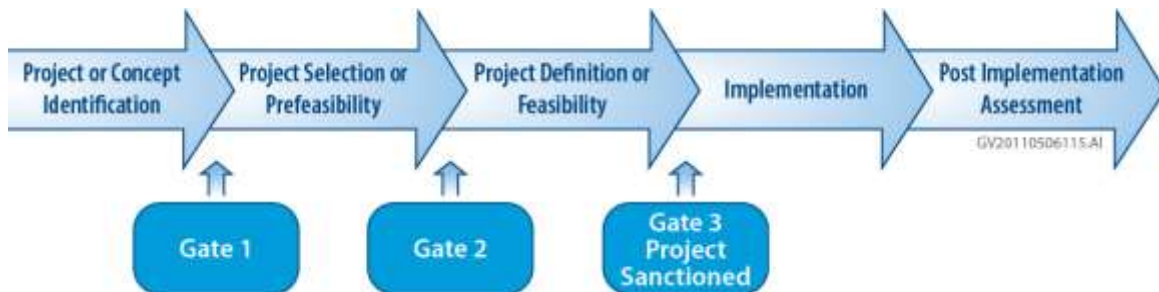 Project or Concept
Identification
Project Selection or
Prefeasibility
Project Definition or
Feasibility
Implementation
Post Implementation
Assessment
GV20110506115.AI
Gate 1
Gate 2
Gate 3
Project
Sanctioned